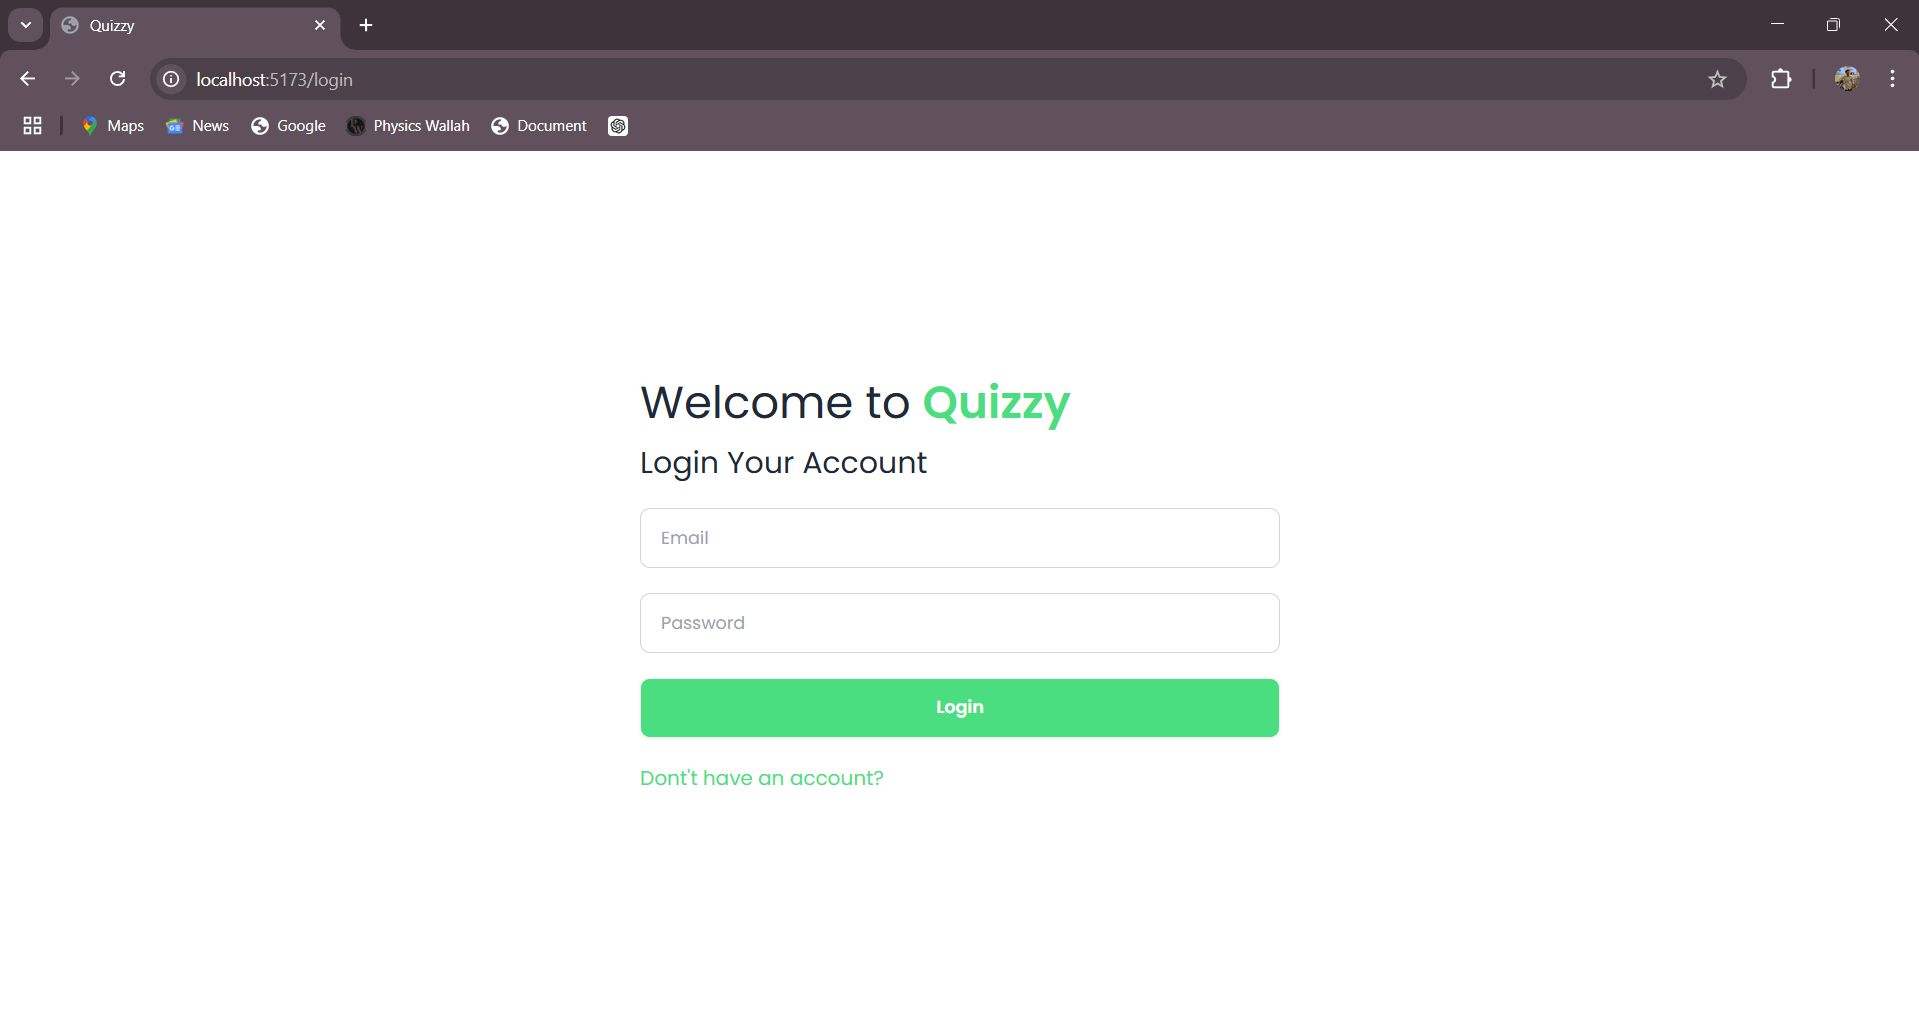 Quizzy
localhost:5173/login
Maps News Google Physics Wallah Document
Welcome to Quizzy
Login Your Account
Email
Password
Login
Dont't have an account?